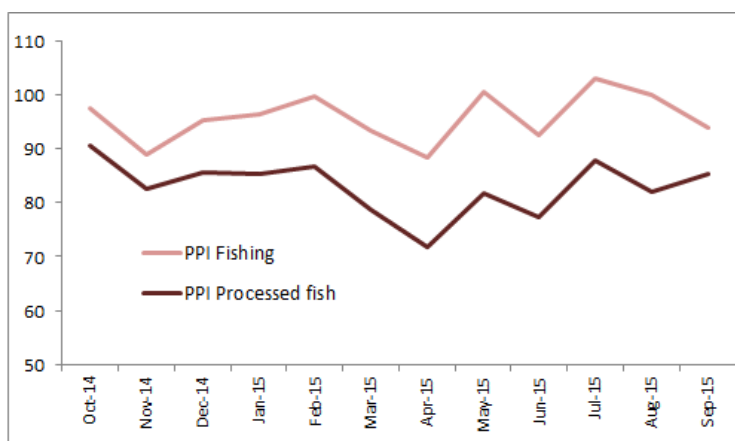 110
100
90
80
70
60
50
PPI Fishing
PPI Processed fish
Oct-14
Nov-14
Dec-14
Jan-15
Feb-15
Mar-15
Apr-15
May-15
Jun-15
Jul-15
Aug-15
Sep-15